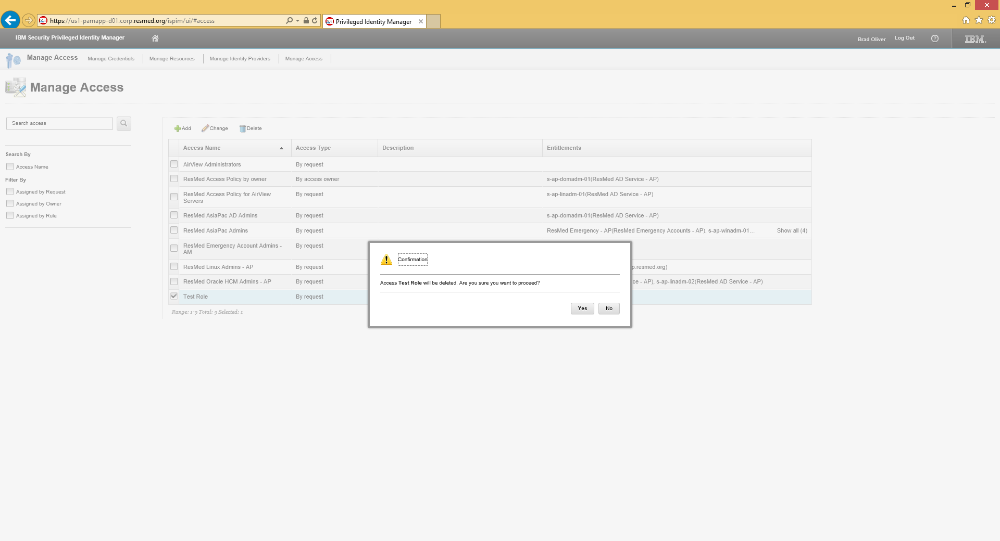 https://us1-pamapp-d01.corp.resmed.org/ispim/ui/#access
Privileged Identity Manager
IBM Security Privileged Identity Manager
Brad Oliver
Log Out
IBM.
Manage Access
Manage Credentials
Manage Resources
Manage Identity Providers
Manage Access
Manage Access
Search access
Search By
Access Name
Filter By
Assigned by Request
Assigned by Owner
Assigned by Rule
Add
Change
Delete
Access Name Access Type Description Entitlements
AirView Administrators By request
ResMed Access Policy by owner By access owner s-ap-domadm-01(ResMed AD Service - AP)
ResMed Access Policy for AirView By request s-ap-linadm-01(ResMed AD Service - AP)
Servers
ResMed AsiaPac AD Admins By request s-ap-domadm-01(ResMed AD Service - AP)
ResMed AsiaPac Admins By request ResMed Emergency - AP(ResMed Emergency Accounts - AP), s-ap-winadm-01... Show all (4)
ResMed Emergency Account Admins - By request
AM
ResMed Linux Admins - AP By request p.resmed.org)
ResMed Oracle HCM Admins - AP By request ce - AP), s-ap-linadm-02(ResMed AD Service - AP)
Test Role By request
Range: 1-9 Total: 9 Selected: 1
Confirmation
Access Test Role will be deleted. Are you sure you want to proceed?
Yes
No